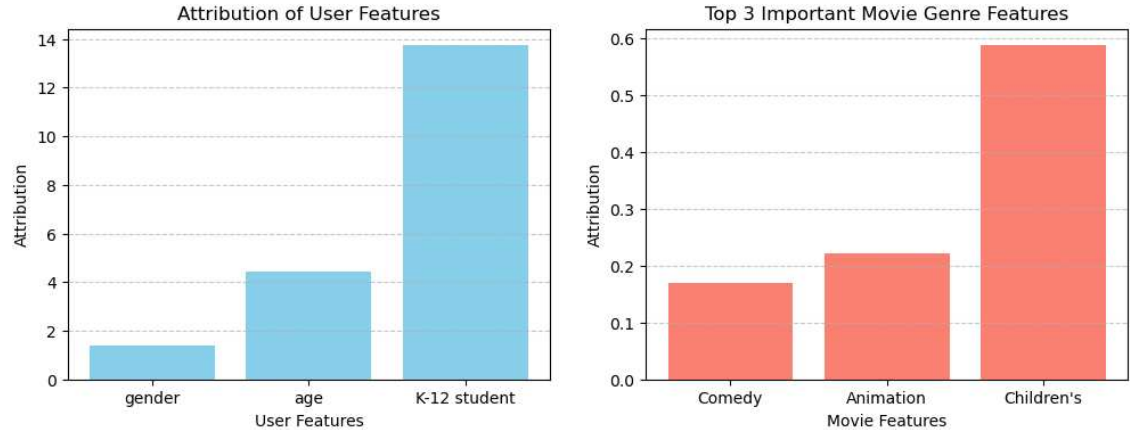 Attribution of User Features
14
12
10
8
6
4
2
0
Attribution
gender
age
K-12 student
User Features
Top 3 Important Movie Genre Features
0.6
0.5
0.4
0.3
0.2
0.1
0.0
Attribution
Comedy
Animation
Children's
Movie Features